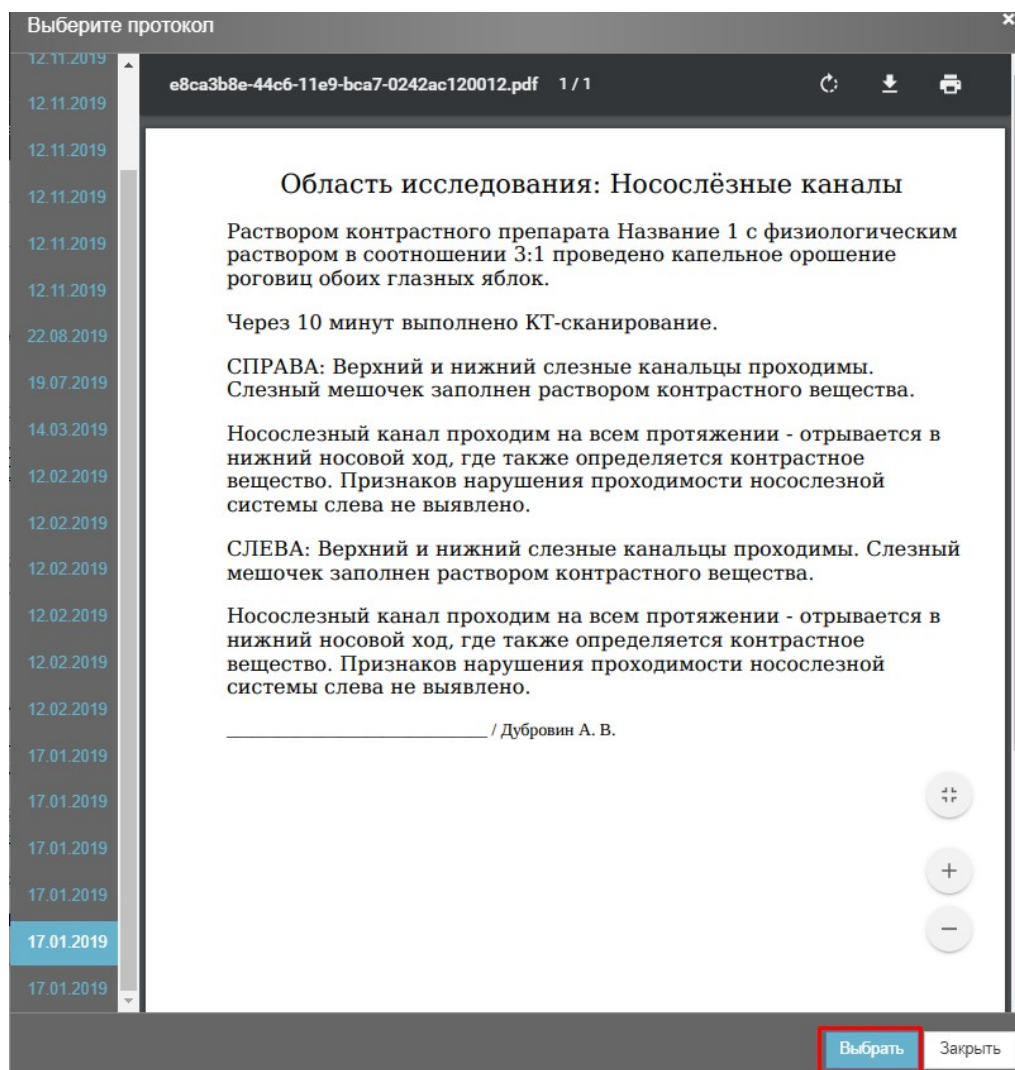 Выберите протокол
×
12.11.2019
12.11.2019
12.11.2019
12.11.2019
12.11.2019
12.11.2019
22.08.2019
19.07.2019
14.03.2019
12.02.2019
12.02.2019
12.02.2019
12.02.2019
12.02.2019
12.02.2019
17.01.2019
17.01.2019
17.01.2019
17.01.2019
17.01.2019
17.01.2019
e8ca3b8e-44c6-11e9-bca7-0242ac120012.pdf 1 / 1
Область исследования: Носослёзные каналы
Раствором контрастного препарата Название 1 с физиологическим
раствором в соотношении 3:1 проведено капельное орошение
роговиц обоих глазных яблок.
Через 10 минут выполнено КТ-сканирование.
СПРАВА: Верхний и нижний слезные канальцы проходимы.
Слезный мешочек заполнен раствором контрастного вещества.
Носослезный канал проходим на всем протяжении - отрывается в
нижний носовой ход, где также определяется контрастное
вещество. Признаков нарушения проходимости носослезной
системы слева не выявлено.
СЛЕВА: Верхний и нижний слезные канальцы проходимы. Слезный
мешочек заполнен раствором контрастного вещества.
Носослезный канал проходим на всем протяжении - отрывается в
нижний носовой ход, где также определяется контрастное
вещество. Признаков нарушения проходимости носослезной
системы слева не выявлено.
______________________________ / Дубровин А. В.
Выбрать
Закрыть